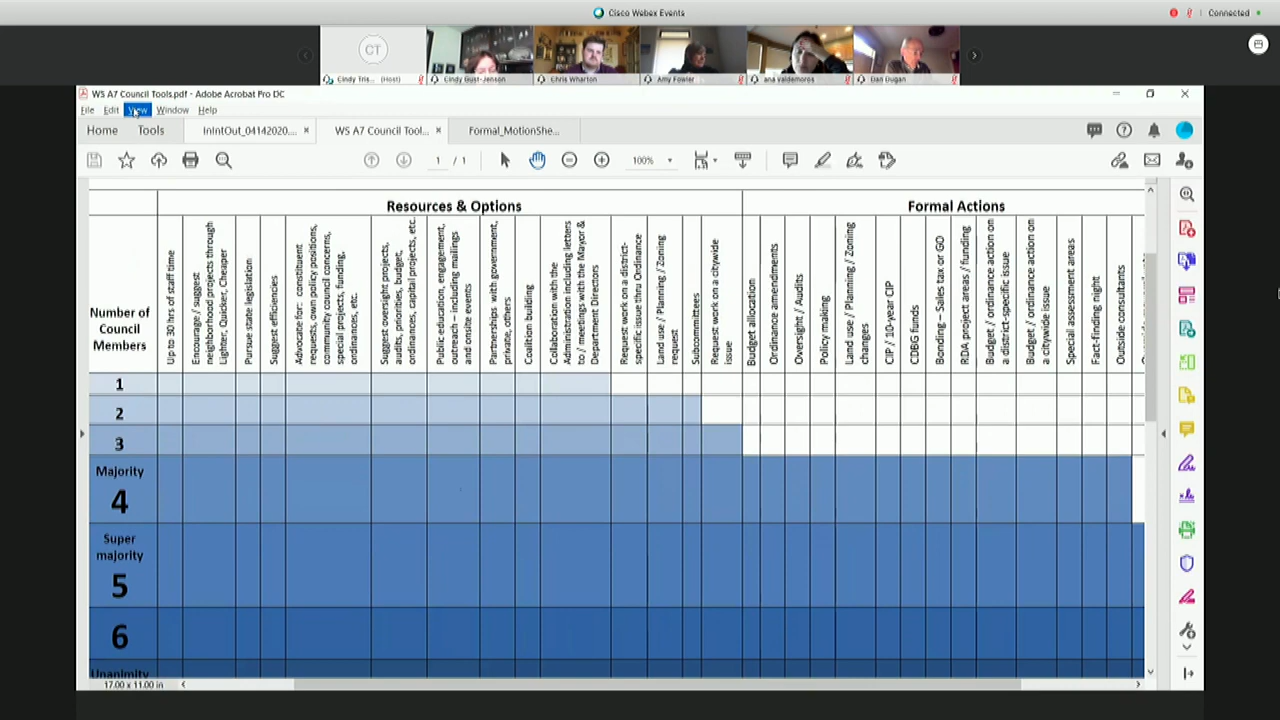 Cisco Webex Events
Connected
CT
Cindy Tris... (Host)
Cindy Gust-Jenson
Chris Wharton
Amy Fowler
ana valdemoros
Dan Dugan
WS A7 Council Tools.pdf - Adobe Acrobat Pro DC
File Edit View Window Help
Home Tools InIntOut_04142020.... WS A7 Council Tool... Formal_MotionShe...
1 / 1
100%
Resources & Options
Formal Actions
Number of
Council
Members
Up to 30 hrs of staff time
Encourage / suggest
neighborhood projects through
Lighter, Quicker, Cheaper
Pursue state legislation
Suggest efficiencies
Advocate for: constituent
requests, own policy positions,
community council concerns,
special projects, funding,
ordinances, etc.
Suggest oversight projects,
audits, priorities, budget,
ordinances, capital projects, etc.
Public education, engagement,
outreach – including mailings
and onsite events
Partnerships with government,
private, others
Coalition building
Collaboration with the
Administration including letters
to / meetings with the Mayor &
Department Directors
Request work on a district-
specific issue thru Ordinance
Land use / Planning / Zoning
request
Subcommittees
Request work on a citywide
issue
Budget allocation
Ordinance amendments
Oversight / Audits
Policy making
Land use / Planning / Zoning
changes
CIP / 10-year CIP
CDBG funds
Bonding – Sales tax or GO
RDA project areas / funding
Budget / ordinance action on
a district-specific issue
Budget / ordinance action on
a citywide issue
Special assessment areas
Fact-finding night
Outside consultants
1
2
3
Majority
4
Super
majority
5
6
Unanimity
17.00 x 11.00 in